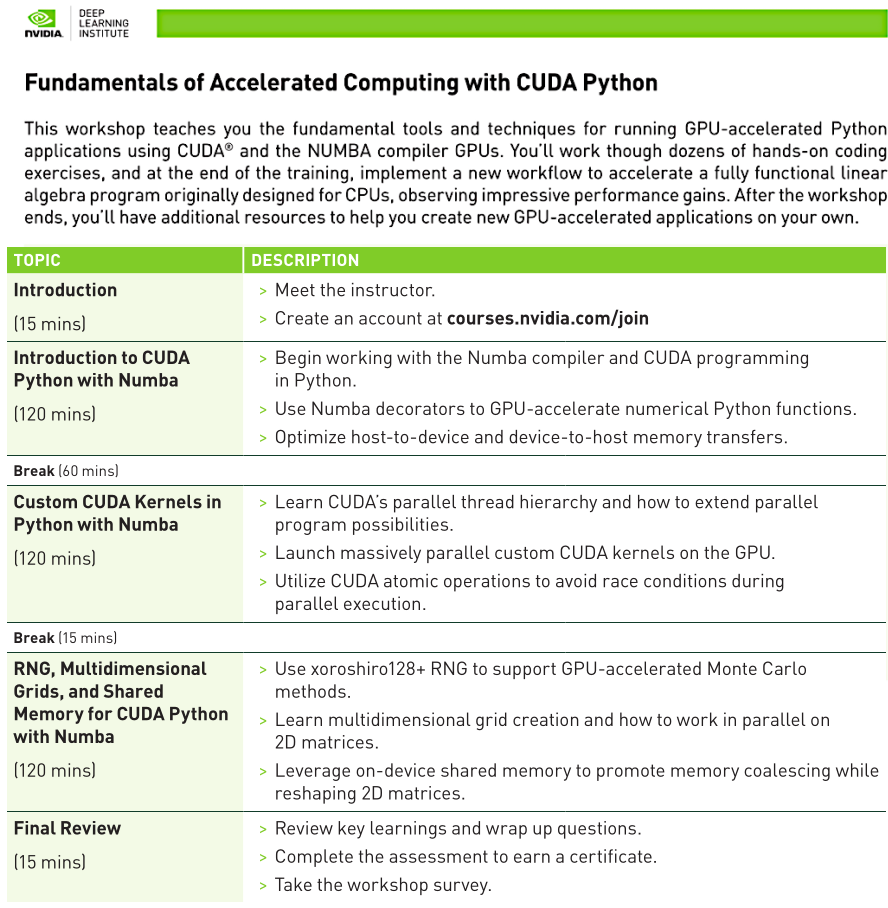 NVIDIA
DEEP
LEARNING
INSTITUTE
Fundamentals of Accelerated Computing with CUDA Python
This workshop teaches you the fundamental tools and techniques for running GPU-accelerated Python
applications using CUDA® and the NUMBA compiler GPUs. You’ll work though dozens of hands-on coding
exercises, and at the end of the training, implement a new workflow to accelerate a fully functional linear
algebra program originally designed for CPUs, observing impressive performance gains. After the workshop
ends, you’ll have additional resources to help you create new GPU-accelerated applications on your own.
TOPIC
DESCRIPTION
Introduction
(15 mins)
> Meet the instructor.
> Create an account at courses.nvidia.com/join
Introduction to CUDA
Python with Numba
(120 mins)
> Begin working with the Numba compiler and CUDA programming
in Python.
> Use Numba decorators to GPU-accelerate numerical Python functions.
> Optimize host-to-device and device-to-host memory transfers.
Break (60 mins)
Custom CUDA Kernels in
Python with Numba
(120 mins)
> Learn CUDA’s parallel thread hierarchy and how to extend parallel
program possibilities.
> Launch massively parallel custom CUDA kernels on the GPU.
> Utilize CUDA atomic operations to avoid race conditions during
parallel execution.
Break (15 mins)
RNG, Multidimensional
Grids, and Shared
Memory for CUDA Python
with Numba
(120 mins)
> Use xoroshiro128+ RNG to support GPU-accelerated Monte Carlo
methods.
> Learn multidimensional grid creation and how to work in parallel on
2D matrices.
> Leverage on-device shared memory to promote memory coalescing while
reshaping 2D matrices.
Final Review
(15 mins)
> Review key learnings and wrap up questions.
> Complete the assessment to earn a certificate.
> Take the workshop survey.